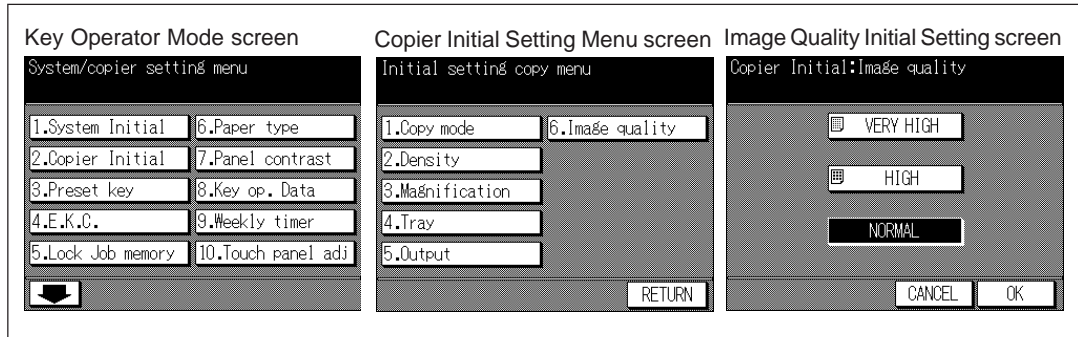 Key Operator Mode screen
System/copier setting menu
1.System Initial
6.Paper type
2.Copier Initial
7.Panel contrast
3.Preset key
8.Key op. Data
4.E.K.C.
9.Weekly timer
5.Lock Job memory
10.Touch panel adj
Copier Initial Setting Menu screen
Initial setting copy menu
1.Copy mode
6.Image quality
2.Density
3.Magnification
4.Tray
5.Output
RETURN
Image Quality Initial Setting screen
Copier Initial:Image quality
VERY HIGH
HIGH
NORMAL
CANCEL
OK